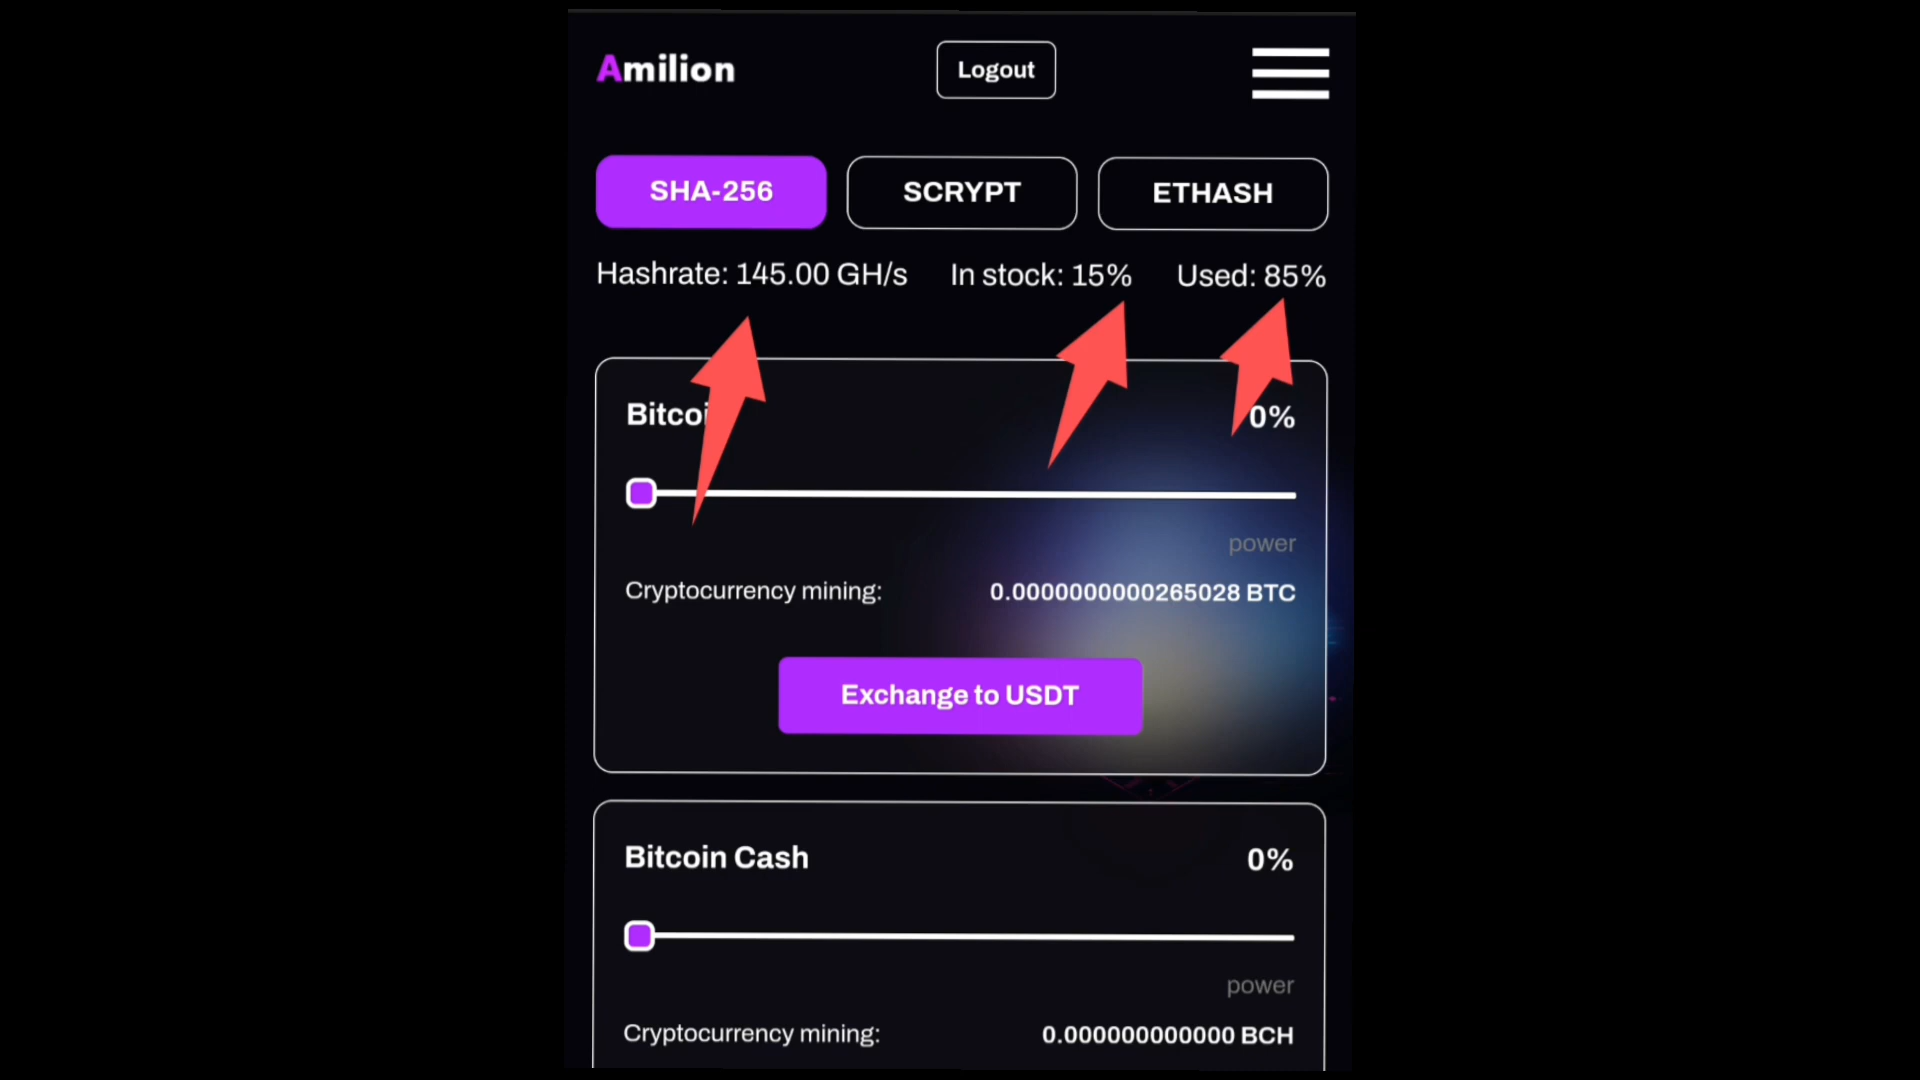 Amilion
Logout
SHA-256
SCRYPT
ETHASH
Hashrate: 145.00 GH/s In stock: 15% Used: 85%
0%
power
Cryptocurrency mining: 0.0000000000265028 BTC
Exchange to USDT
Bitcoin Cash 0%
power
Cryptocurrency mining: 0.000000000000 BCH